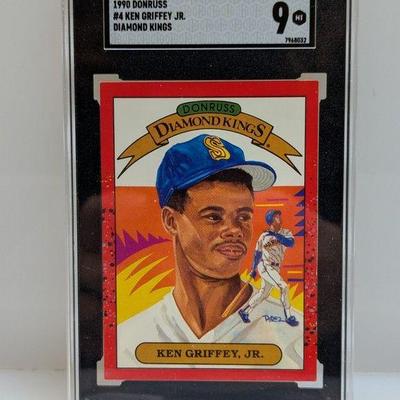 1990 DONRUSS
#4 KEN GRIFFEY JR.
DIAMOND KINGS
9 MT
7968032
DONRUSS
DIAMOND KINGS®
S
KEN GRIFFEY, JR.